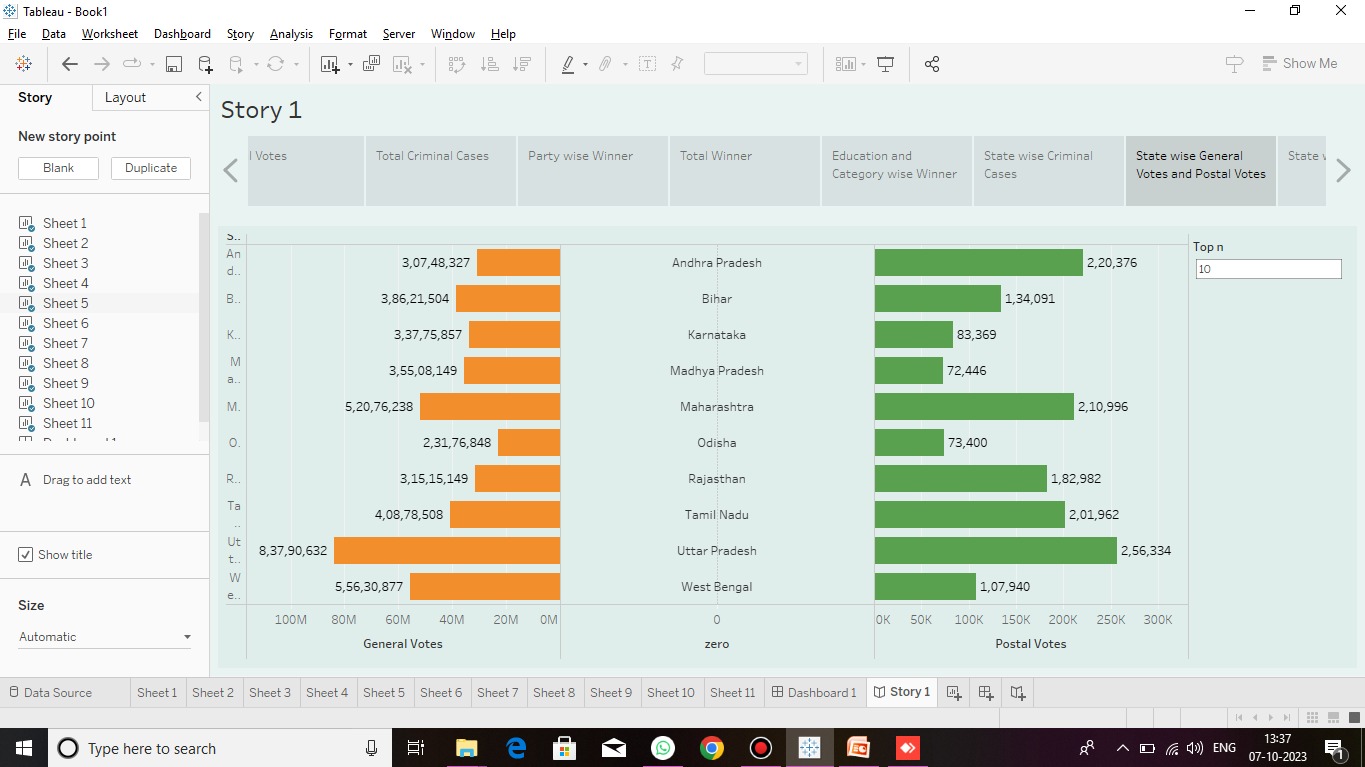 Tableau - Book1
File Data Worksheet Dashboard Story Analysis Format Server Window Help
Show Me
Story Layout
New story point
Blank Duplicate
Sheet 1
Sheet 2
Sheet 3
Sheet 4
Sheet 5
Sheet 6
Sheet 7
Sheet 8
Sheet 9
Sheet 10
Sheet 11
A Drag to add text
Show title
Size
Automatic
Story 1
l Votes
Total Criminal Cases
Party wise Winner
Total Winner
Education and
Category wise Winner
State wise Criminal
Cases
State wise General
Votes and Postal Votes
State w
S..
An
d.. 3,07,48,327 Andhra Pradesh 2,20,376
B.. 3,86,21,504 Bihar 1,34,091
K.. 3,37,75,857 Karnataka 83,369
M
a.. 3,55,08,149 Madhya Pradesh 72,446
M. 5,20,76,238 Maharashtra 2,10,996
O. 2,31,76,848 Odisha 73,400
R.. 3,15,15,149 Rajasthan 1,82,982
Ta
.. 4,08,78,508 Tamil Nadu 2,01,962
Ut
t.. 8,37,90,632 Uttar Pradesh 2,56,334
W
e.. 5,56,30,877 West Bengal 1,07,940
100M 80M 60M 40M 20M 0M 0 0K 50K 100K 150K 200K 250K 300K
General Votes zero Postal Votes
Top n
10
Data Source Sheet 1 Sheet 2 Sheet 3 Sheet 4 Sheet 5 Sheet 6 Sheet 7 Sheet 8 Sheet 9 Sheet 10 Sheet 11 Dashboard 1 Story 1
Type here to search
ENG
13:37
07-10-2023
1